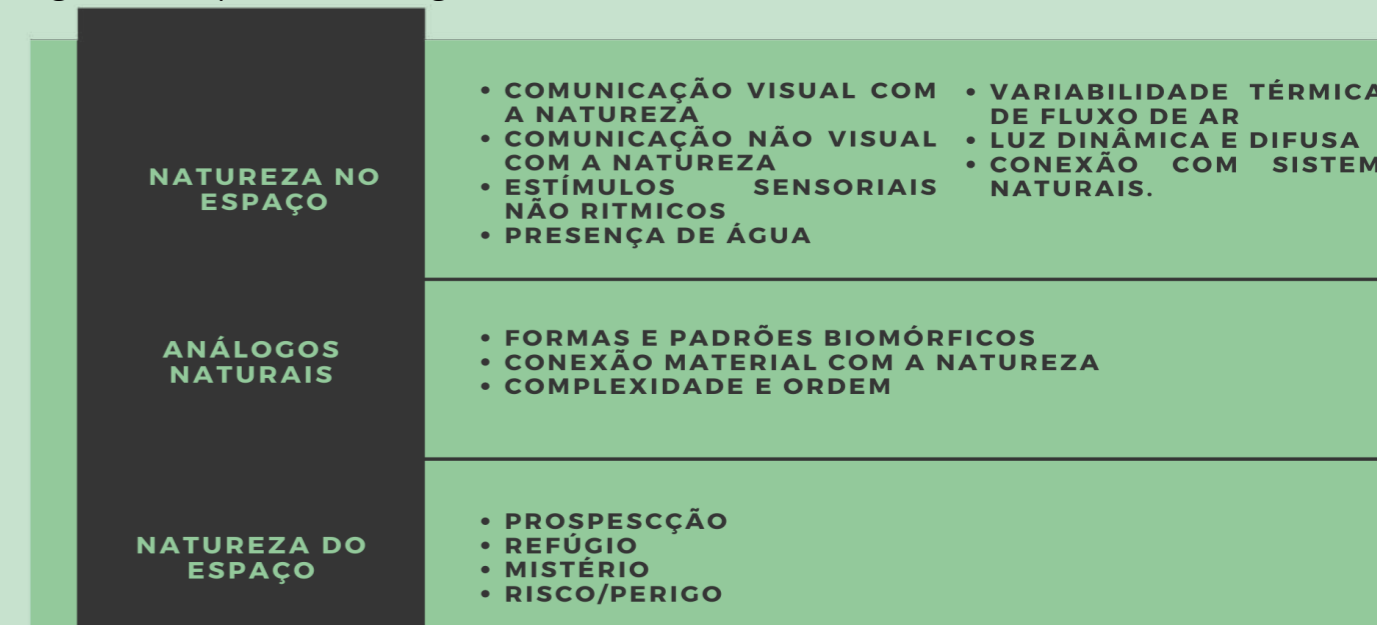 NATUREZA NO
ESPAÇO
• COMUNICAÇÃO VISUAL COM
A NATUREZA
• COMUNICAÇÃO NÃO VISUAL
COM A NATUREZA
• ESTÍMULOS SENSORIAIS
NÃO RITMICOS
• PRESENÇA DE ÁGUA
• VARIABILIDADE TÉRMICA
DE FLUXO DE AR
• LUZ DINÂMICA E DIFUSA
• CONEXÃO COM SISTEM
NATURAIS.
ANÁLOGOS
NATURAIS
• FORMAS E PADRÕES BIOMÓRFICOS
• CONEXÃO MATERIAL COM A NATUREZA
• COMPLEXIDADE E ORDEM
NATUREZA DO
ESPAÇO
• PROSPESCÇÃO
• REFÚGIO
• MISTÉRIO
• RISCO/PERIGO